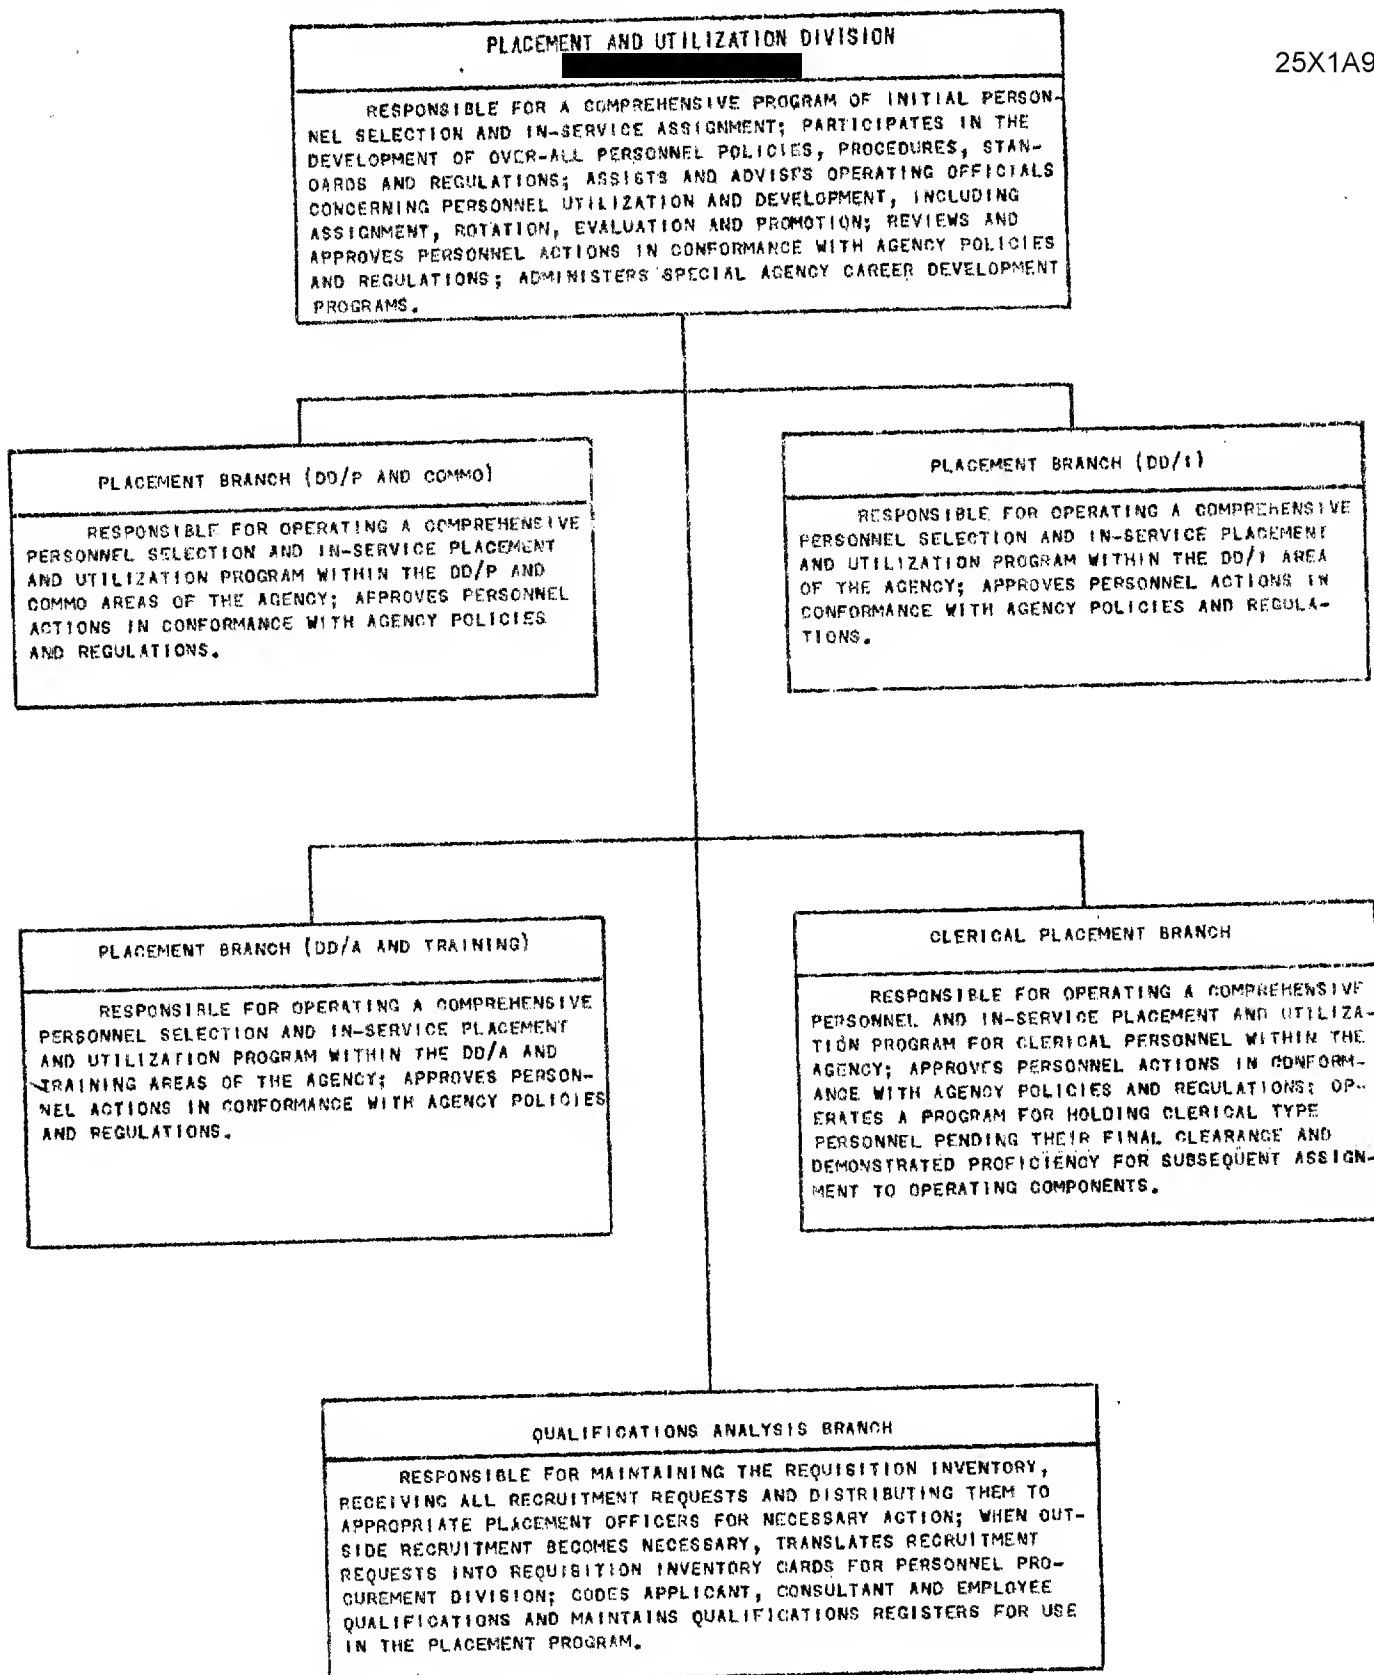 PLACEMENT AND UTILIZATION DIVISION
25X1A9
RESPONSIBLE FOR A COMPREHENSIVE PROGRAM OF INITIAL PERSON-
NEL SELECTION AND IN-SERVICE ASSIGNMENT; PARTICIPATES IN THE
DEVELOPMENT OF OVER-ALL PERSONNEL POLICIES, PROCEDURES, STAN-
DARDS AND REGULATIONS; ASSISTS AND ADVISES OPERATING OFFICIALS
CONCERNING PERSONNEL UTILIZATION AND DEVELOPMENT, INCLUDING
ASSIGNMENT, ROTATION, EVALUATION AND PROMOTION; REVIEWS AND
APPROVES PERSONNEL ACTIONS IN CONFORMANCE WITH AGENCY POLICIES
AND REGULATIONS; ADMINISTERS SPECIAL AGENCY CAREER DEVELOPMENT
PROGRAMS.
PLACEMENT BRANCH (DD/P AND COMMO)
RESPONSIBLE FOR OPERATING A COMPREHENSIVE
PERSONNEL SELECTION AND IN-SERVICE PLACEMENT
AND UTILIZATION PROGRAM WITHIN THE DD/P AND
COMMO AREAS OF THE AGENCY; APPROVES PERSONNEL
ACTIONS IN CONFORMANCE WITH AGENCY POLICIES
AND REGULATIONS.
PLACEMENT BRANCH (DD/I)
RESPONSIBLE FOR OPERATING A COMPREHENSIVE
PERSONNEL SELECTION AND IN-SERVICE PLACEMENT
AND UTILIZATION PROGRAM WITHIN THE DD/I AREA
OF THE AGENCY; APPROVES PERSONNEL ACTIONS IN
CONFORMANCE WITH AGENCY POLICIES AND REGULA-
TIONS.
PLACEMENT BRANCH (DD/A AND TRAINING)
RESPONSIBLE FOR OPERATING A COMPREHENSIVE
PERSONNEL SELECTION AND IN-SERVICE PLACEMENT
AND UTILIZATION PROGRAM WITHIN THE DD/A AND
TRAINING AREAS OF THE AGENCY; APPROVES PERSON-
NEL ACTIONS IN CONFORMANCE WITH AGENCY POLICIES
AND REGULATIONS.
CLERICAL PLACEMENT BRANCH
RESPONSIBLE FOR OPERATING A COMPREHENSIVE
PERSONNEL AND IN-SERVICE PLACEMENT AND UTILIZA-
TION PROGRAM FOR CLERICAL PERSONNEL WITHIN THE
AGENCY; APPROVES PERSONNEL ACTIONS IN CONFORM-
ANCE WITH AGENCY POLICIES AND REGULATIONS; OP-
ERATES A PROGRAM FOR HOLDING CLERICAL TYPE
PERSONNEL PENDING THEIR FINAL CLEARANCE AND
DEMONSTRATED PROFICIENCY FOR SUBSEQUENT ASSIGN-
MENT TO OPERATING COMPONENTS.
QUALIFICATIONS ANALYSIS BRANCH
RESPONSIBLE FOR MAINTAINING THE REQUISITION INVENTORY,
RECEIVING ALL RECRUITMENT REQUESTS AND DISTRIBUTING THEM TO
APPROPRIATE PLACEMENT OFFICERS FOR NECESSARY ACTION; WHEN OUT-
SIDE RECRUITMENT BECOMES NECESSARY, TRANSLATES RECRUITMENT
REQUESTS INTO REQUISITION INVENTORY CARDS FOR PERSONNEL PRO-
CUREMENT DIVISION; CODES APPLICANT, CONSULTANT AND EMPLOYEE
QUALIFICATIONS AND MAINTAINS QUALIFICATIONS REGISTERS FOR USE
IN THE PLACEMENT PROGRAM.